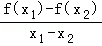 f(x₁)-f(x₂)
x₁-x₂